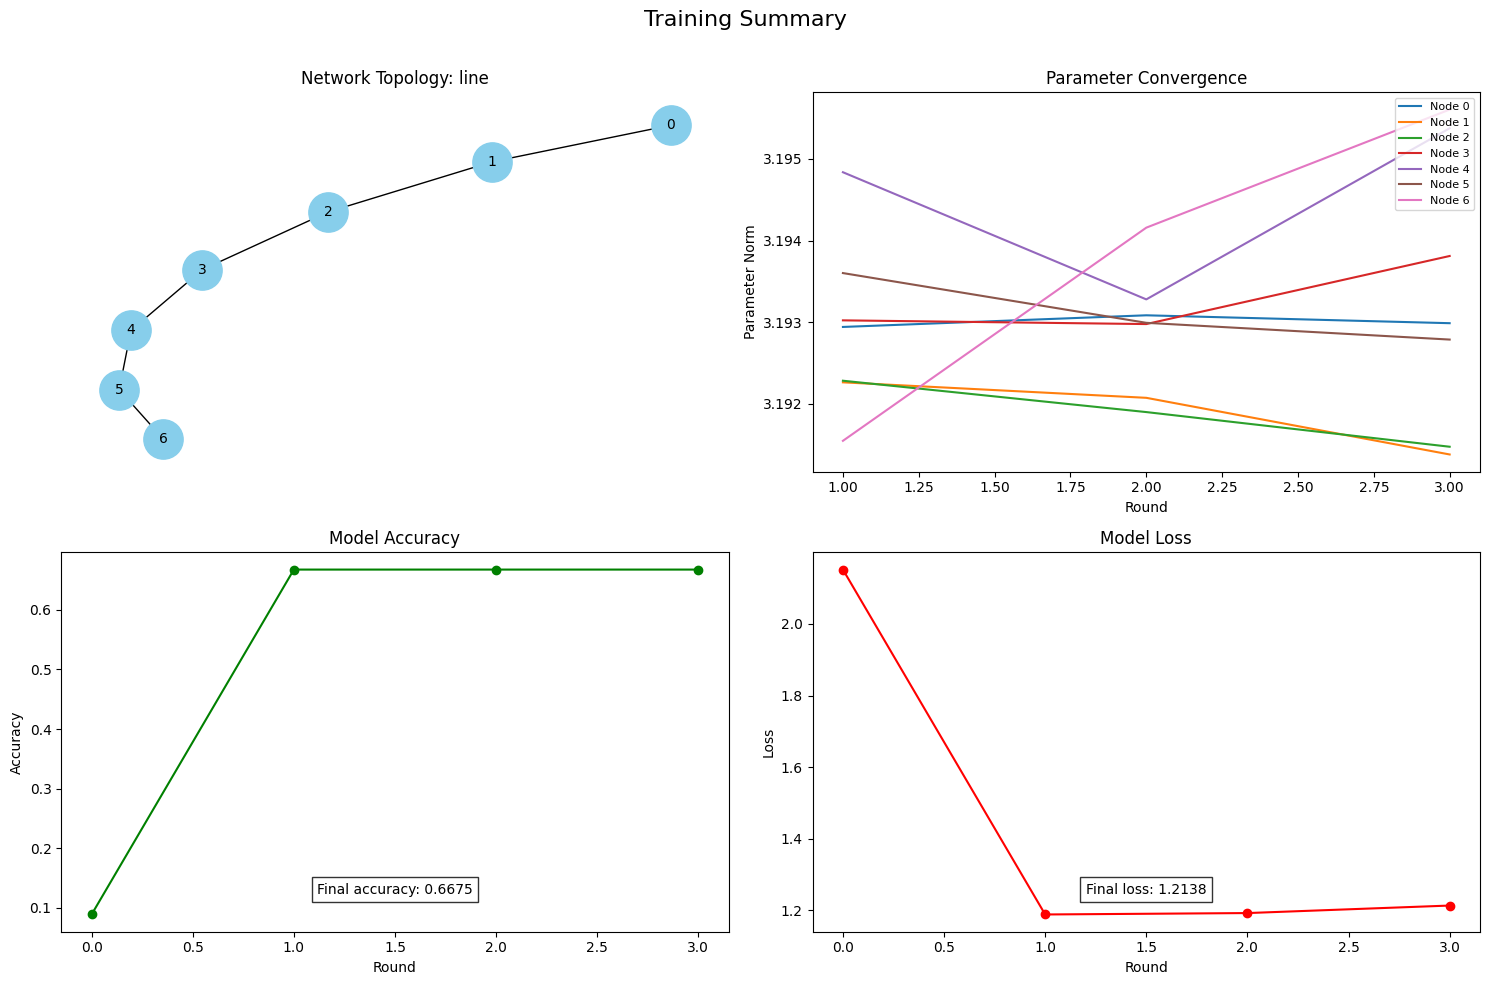 Training Summary
Network Topology: line
0
1
2
3
4
5
6
Parameter Convergence
Node 0
Node 1
Node 2
Node 3
Node 4
Node 5
Node 6
3.195
3.194
3.193
3.192
Parameter Norm
1.00 1.25 1.50 1.75 2.00 2.25 2.50 2.75 3.00
Round
Model Accuracy
0.6
0.5
0.4
0.3
0.2
0.1
Accuracy
Final accuracy: 0.6675
0.0 0.5 1.0 1.5 2.0 2.5 3.0
Round
Model Loss
2.0
1.8
1.6
1.4
1.2
Loss
Final loss: 1.2138
0.0 0.5 1.0 1.5 2.0 2.5 3.0
Round